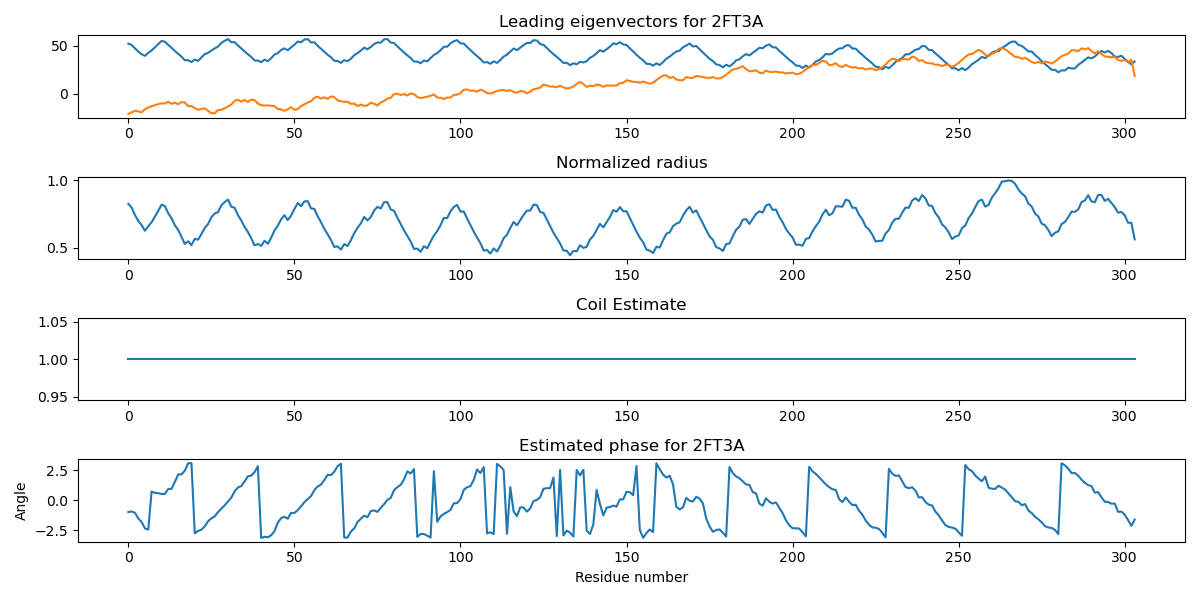 Leading eigenvectors for 2FT3A
50
0
0 50 100 150 200 250 300
Normalized radius
1.0
0.5
0 50 100 150 200 250 300
Coil Estimate
1.05
1.00
0.95
0 50 100 150 200 250 300
Estimated phase for 2FT3A
Angle
2.5
0.0
−2.5
0 50 100 150 200 250 300
Residue number